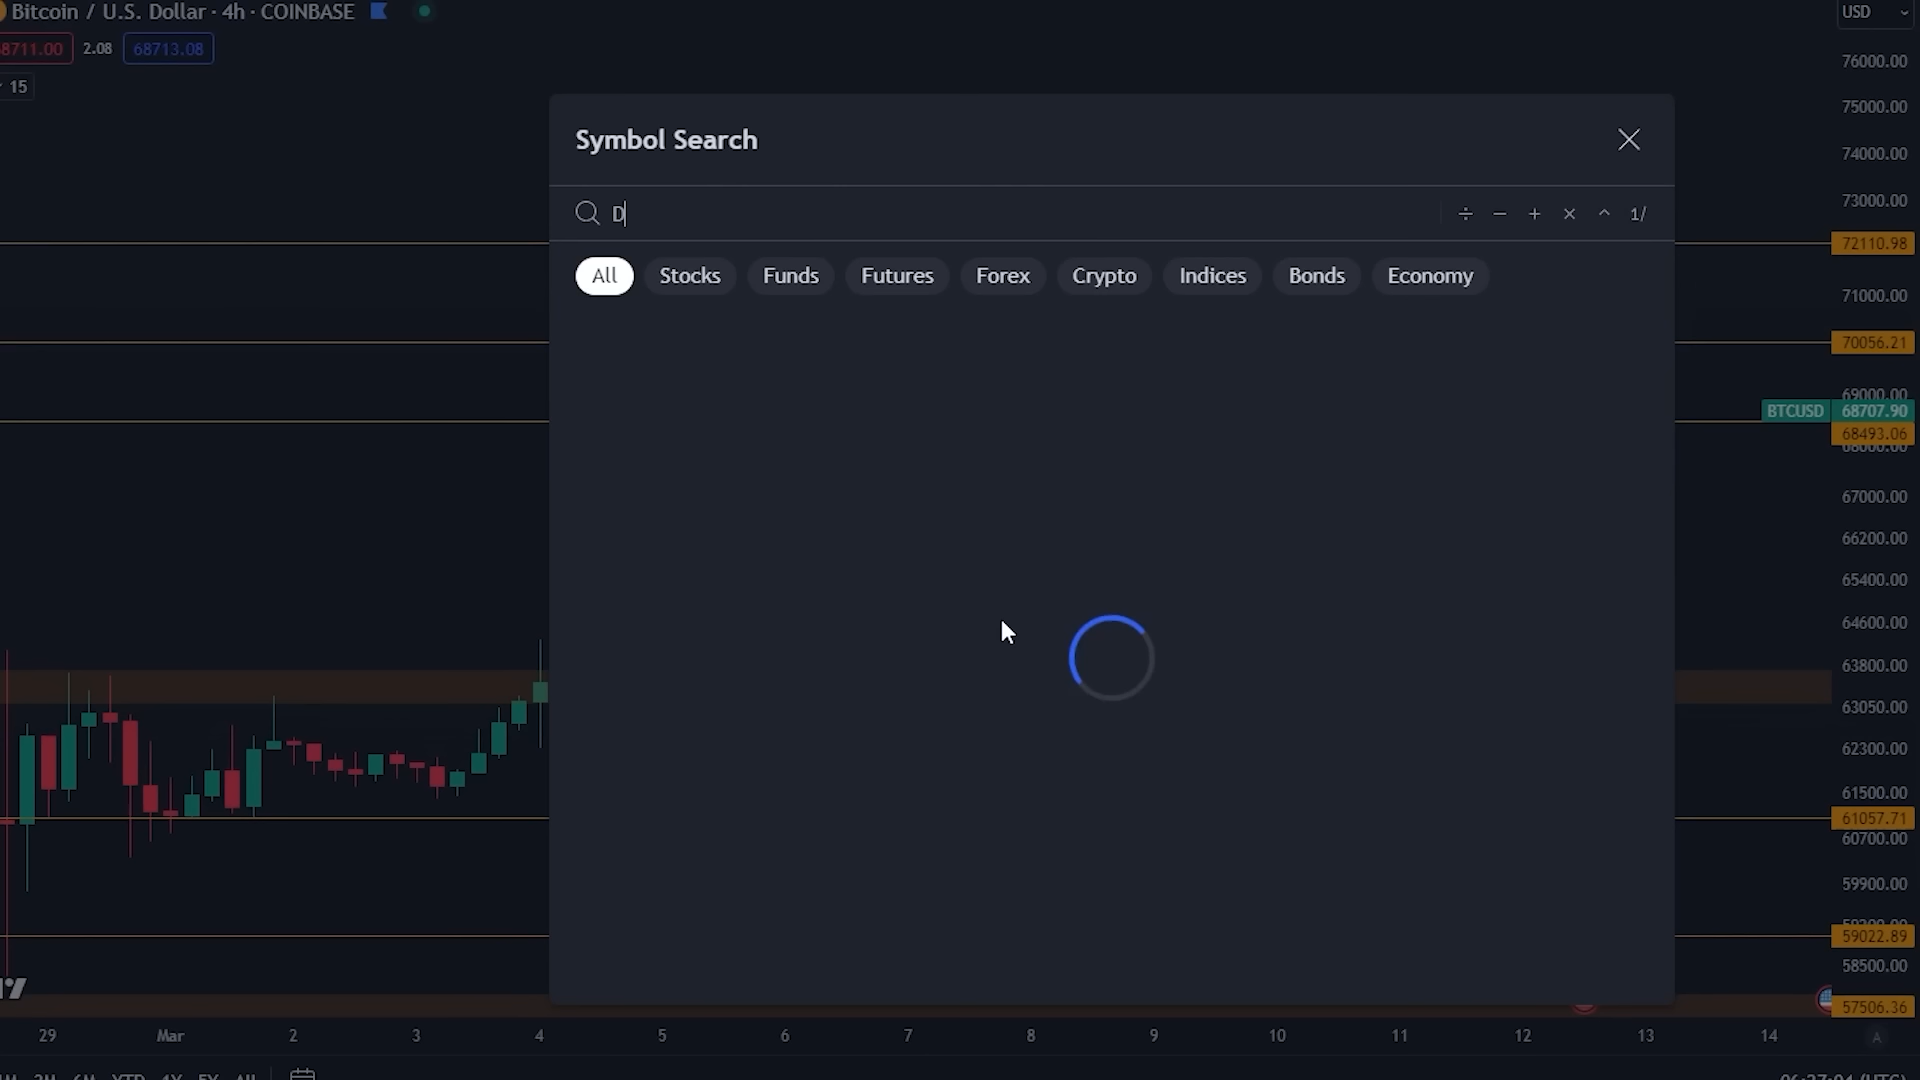 Bitcoin / U.S. Dollar · 4h · COINBASE
USD
8711.00 2.08 68713.08
15
Symbol Search
D
÷ − + × ^ 1/
All Stocks Funds Futures Forex Crypto Indices Bonds Economy
76000.00
75000.00
74000.00
73000.00
72110.98
71000.00
70056.21
69000.00
BTCUSD 68707.90
68493.06
68000.00
67000.00
66200.00
65400.00
64600.00
63800.00
63050.00
62300.00
61500.00
61057.71
60700.00
59900.00
59022.89
58500.00
57506.36
29 Mar 2 3 4 5 6 7 8 9 10 11 12 13 14 A